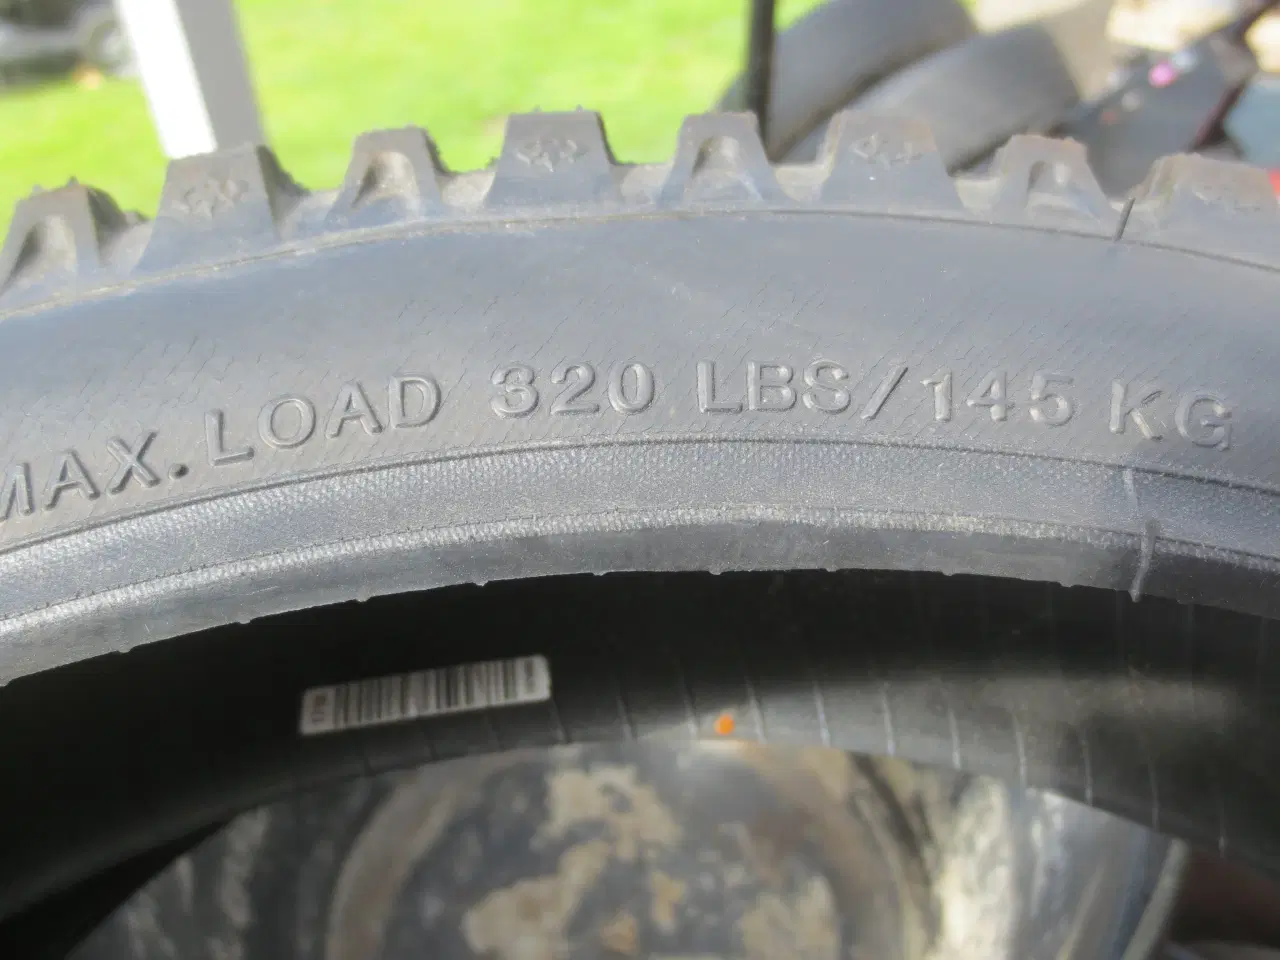 MAX. LOAD 320 LBS/145 KG